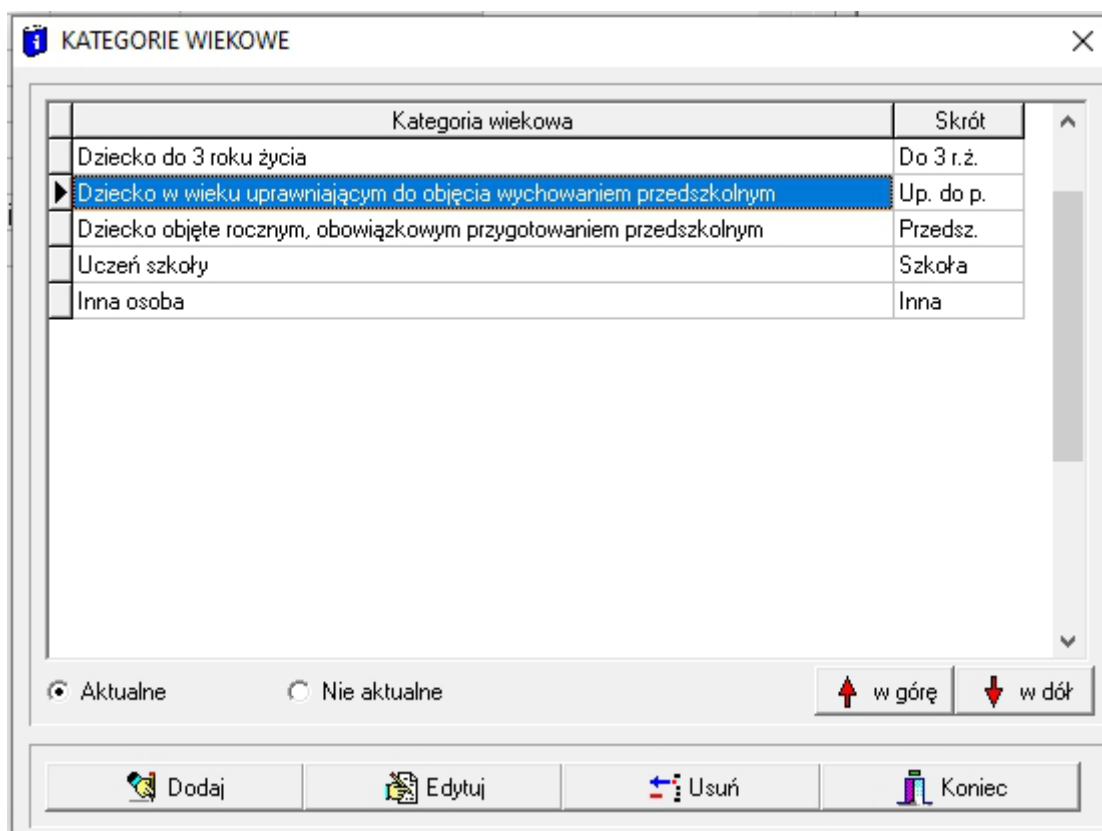 KATEGORIE WIEKOWE
Kategoria wiekowa Skrót
Dziecko do 3 roku życia Do 3 r.ż.
Dziecko w wieku uprawniającym do objęcia wychowaniem przedszkolnym Up. do p.
Dziecko objęte rocznym, obowiązkowym przygotowaniem przedszkolnym Przedsz.
Uczeń szkoły Szkoła
Inna osoba Inna
Aktualne Nie aktualne w górę w dół
Dodaj Edytuj Usuń Koniec